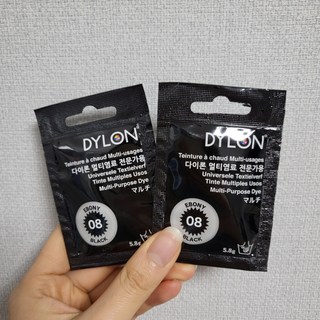 DYLON
Teinture à chaud Multi-usages
다이론 멀티염료 전문가용
Universele Textielverf
Tinte Multiples Usos
Multi-Purpose Dye
マルチ
EBONY
08
BLACK
5.8g
DYLON
Teinture à chaud Multi-usages
다이론 멀티염료 전문가용
Universele Textielverf
Tinte Multiples Usos
Multi-Purpose Dye
マルチ
EBONY
08
BLACK
5.8g